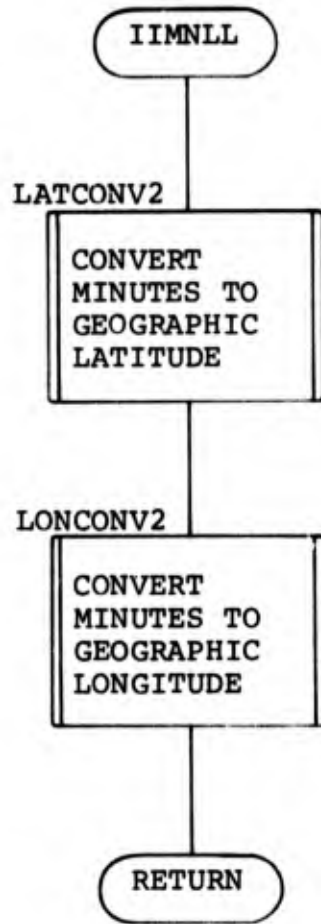 IIMNLL
LATCONV2
CONVERT
MINUTES TO
GEOGRAPHIC
LATITUDE
LONCONV2
CONVERT
MINUTES TO
GEOGRAPHIC
LONGITUDE
RETURN